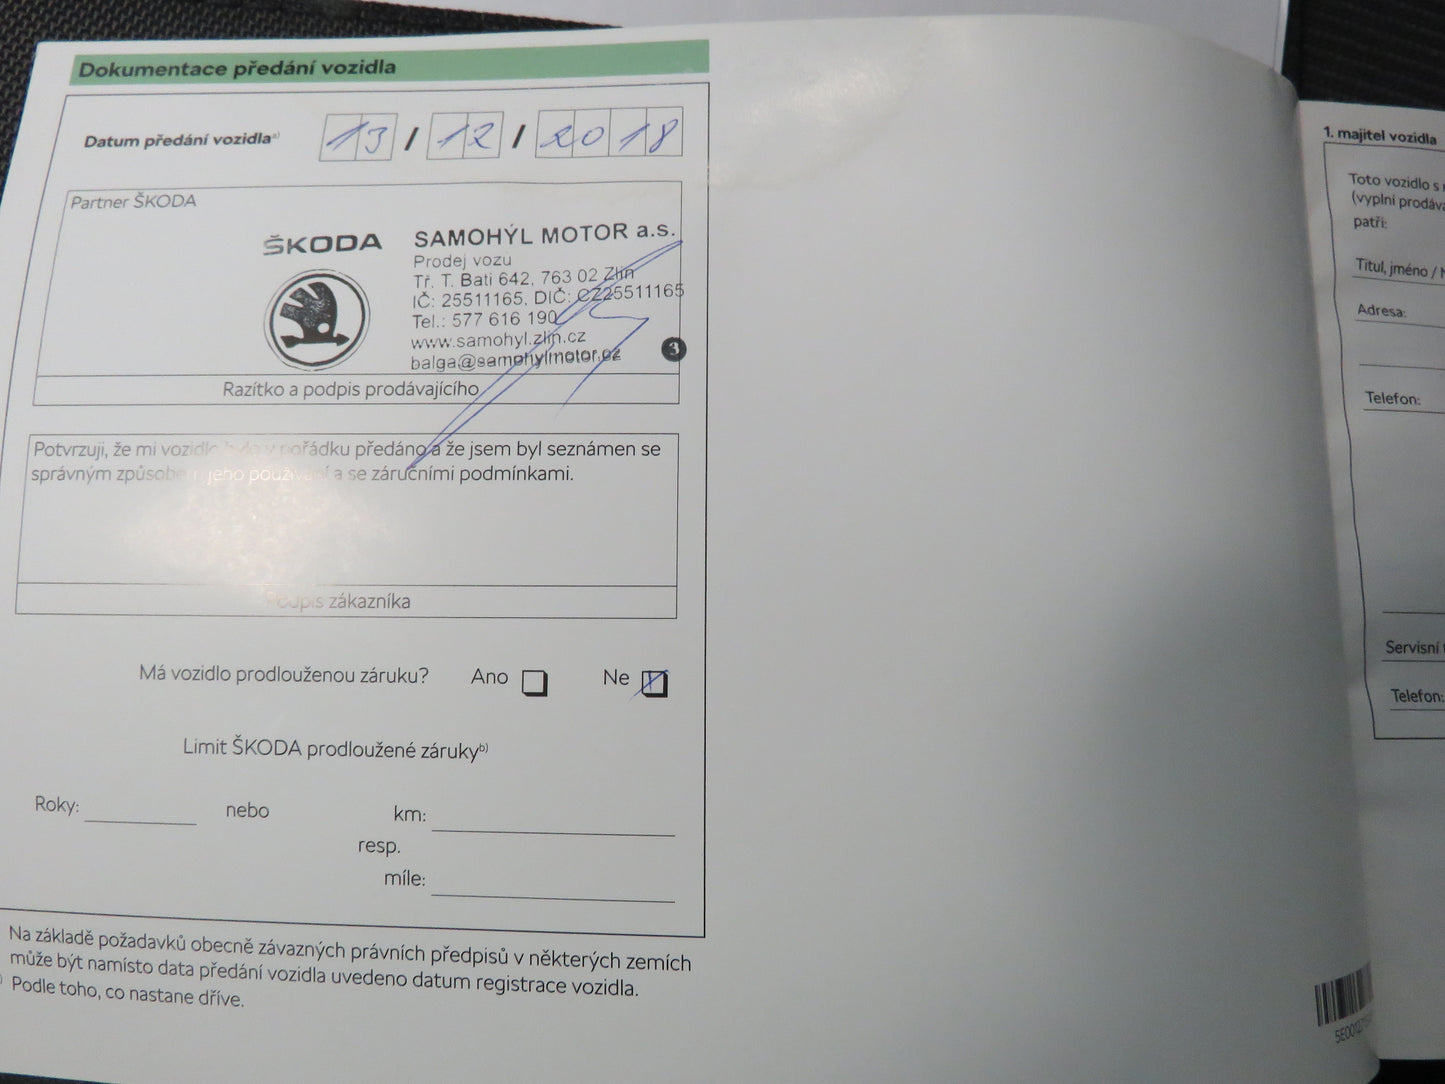 Dokumentace předání vozidla
Datum předání vozidla a)
13 / 12 / 2018
Partner ŠKODA
ŠKODA
SAMOHÝL MOTOR a.s.
Prodej vozů
Tř. T. Bati 642, 763 02 Zlín
IČ: 25511165, DIČ: CZ25511165
Tel.: 577 616 190
www.samohyl.zlin.cz
balga@samohylmotor.cz
3
Razítko a podpis prodávajícího
Potvrzuji, že mi vozidlo bylo v pořádku předáno a že jsem byl seznámen se
správným způsobem jeho používání a se záručními podmínkami.
Podpis zákazníka
Má vozidlo prodlouženou záruku? Ano Ne
Limit ŠKODA prodloužené záruky b)
Roky: nebo km:
resp.
míle:
Na základě požadavků obecně závazných právních předpisů v některých zemích
může být namísto data předání vozidla uvedeno datum registrace vozidla.
Podle toho, co nastane dříve.
1. majitel vozidla
Toto vozidlo s
(vyplní
patří:
Titul, jméno /
Adresa:
Telefon:
Servisní
Telefon: